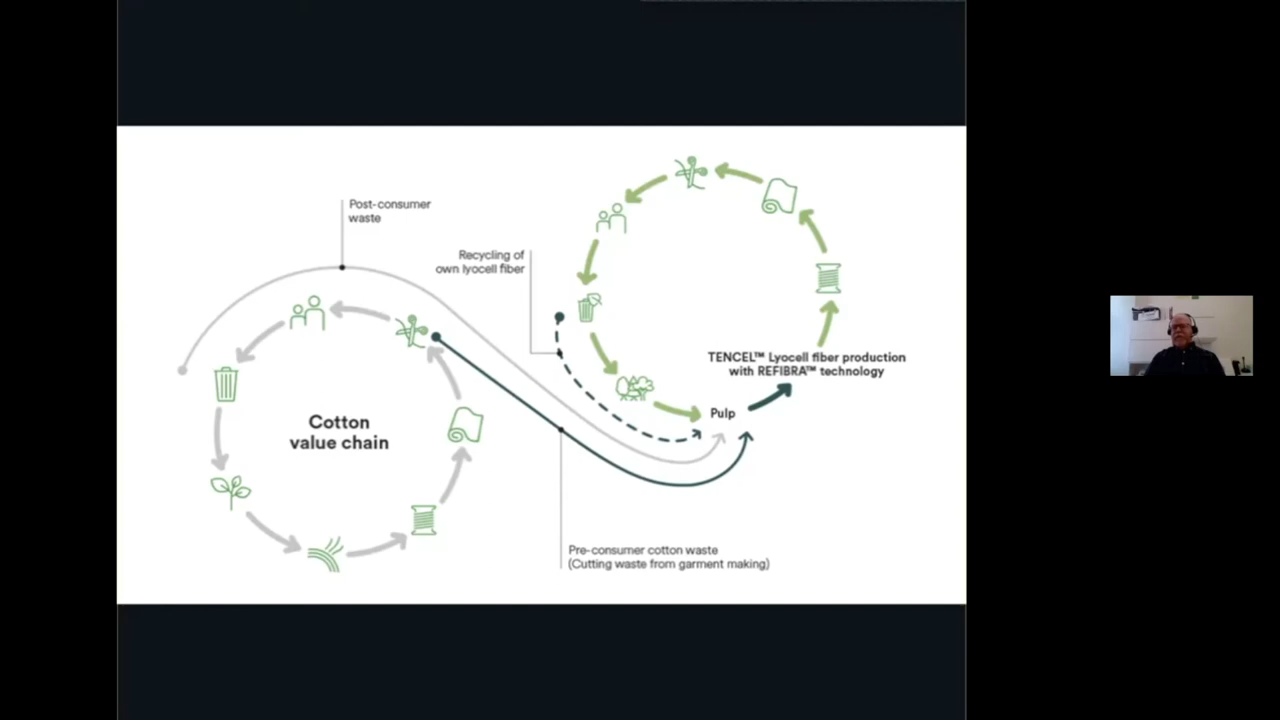 Post-consumer
waste
Recycling of
own lyocell fiber
TENCEL™ Lyocell fiber production
with REFIBRA™ technology
Pulp
Cotton
value chain
Pre-consumer cotton waste
(Cutting waste from garment making)